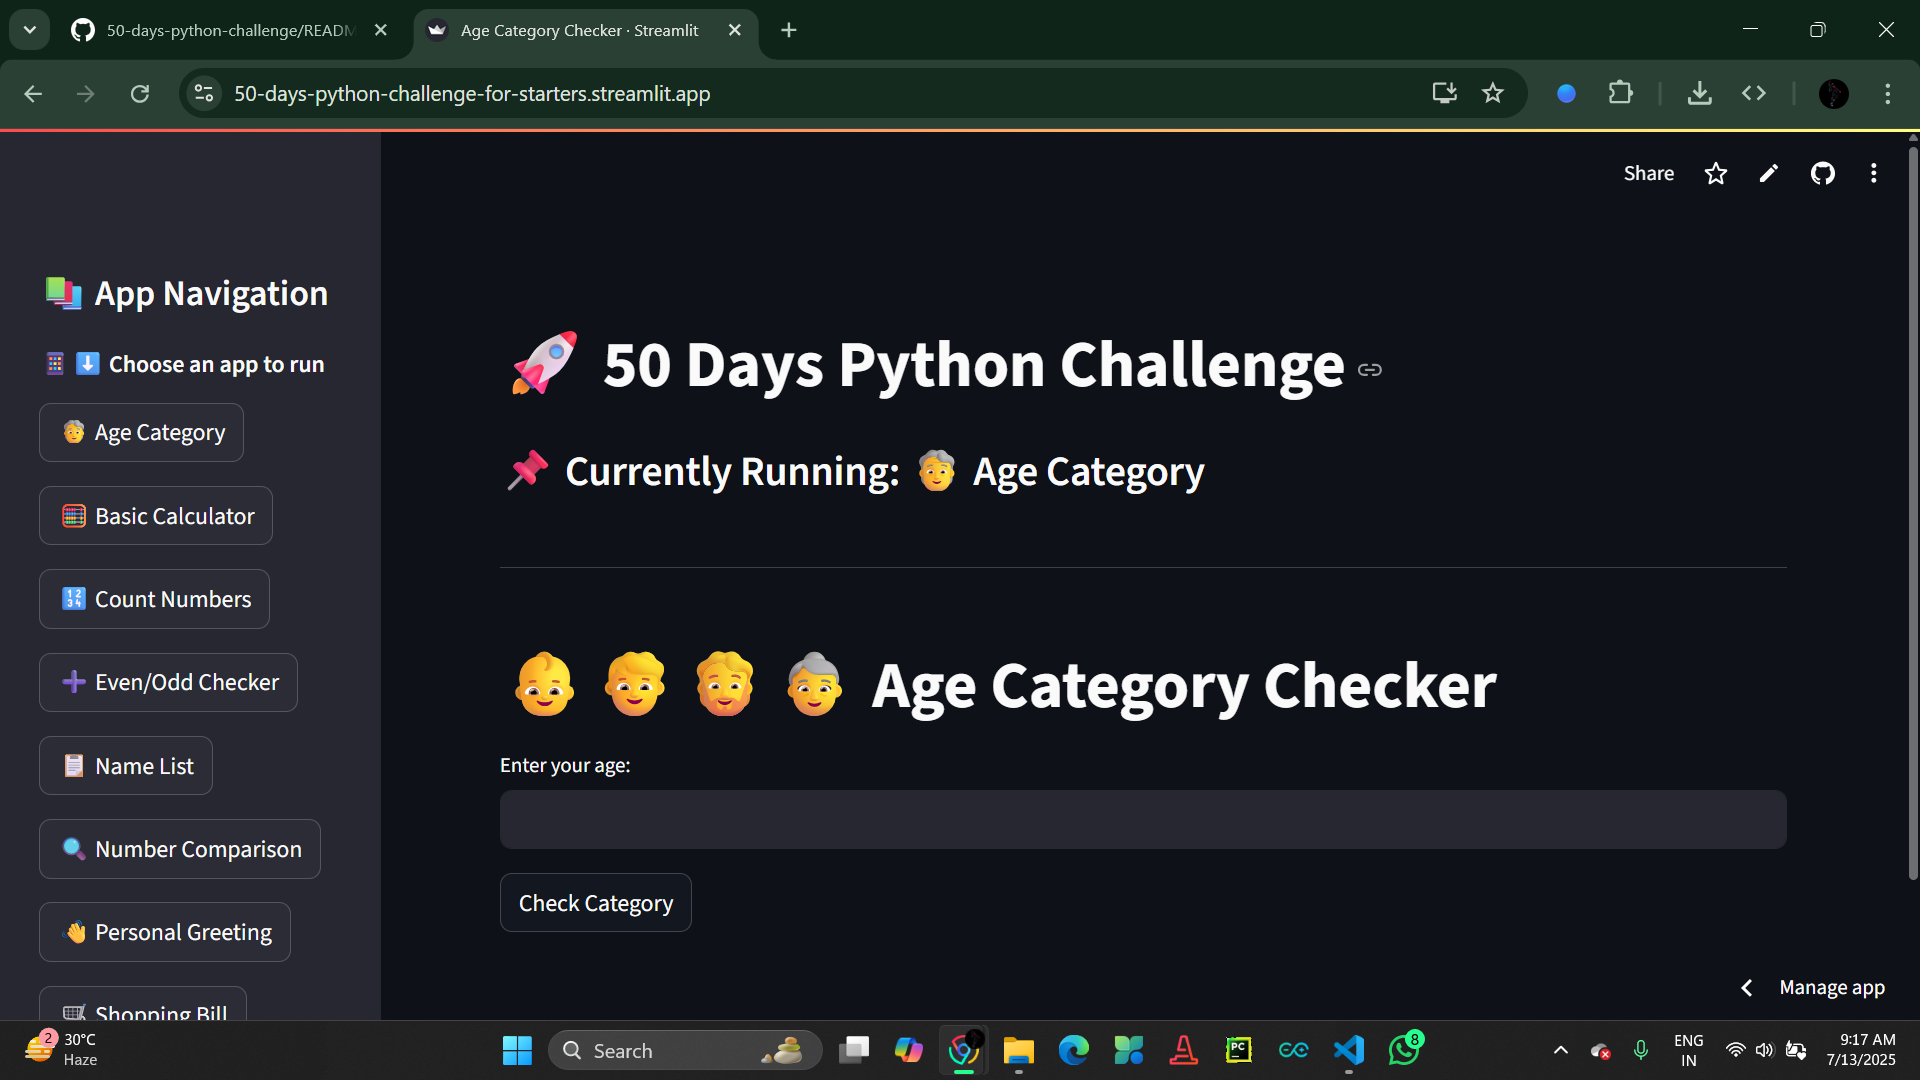 50-days-python-challenge/READM
Age Category Checker · Streamlit
50-days-python-challenge-for-starters.streamlit.app
Share
App Navigation
Choose an app to run
Age Category
Basic Calculator
Count Numbers
Even/Odd Checker
Name List
Number Comparison
Personal Greeting
Shopping Bill
50 Days Python Challenge
Currently Running: Age Category
Age Category Checker
Enter your age:
Check Category
Manage app
2
30°C
Haze
Search
PC
8
ENG
IN
9:17 AM
7/13/2025